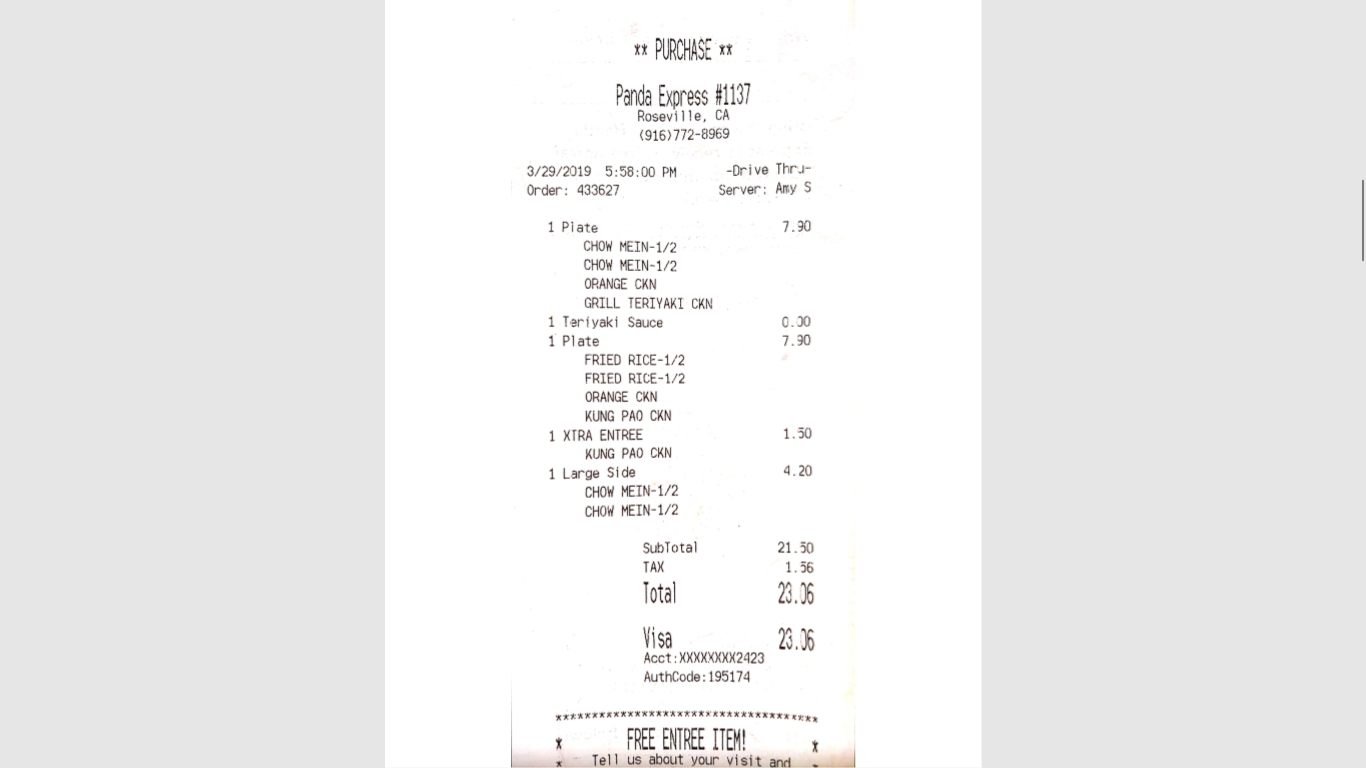 ** PURCHASE **
Panda Express #1137
Roseville, CA
(916)772-8969
3/29/2019 5:58:00 PM -Drive Thru-
Order: 433627 Server: Amy S
1 Plate 7.90
CHOW MEIN-1/2
CHOW MEIN-1/2
ORANGE CKN
GRILL TERIYAKI CKN
1 Teriyaki Sauce 0.00
1 Plate 7.90
FRIED RICE-1/2
FRIED RICE-1/2
ORANGE CKN
KUNG PAO CKN
1 XTRA ENTREE 1.50
KUNG PAO CKN
1 Large Side 4.20
CHOW MEIN-1/2
CHOW MEIN-1/2
SubTotal 21.50
TAX 1.56
Total 23.06
Visa 23.06
Acct:XXXXXXXX2423
AuthCode:195174
************************************
* FREE ENTREE ITEM! *
* Tell us about your visit and *